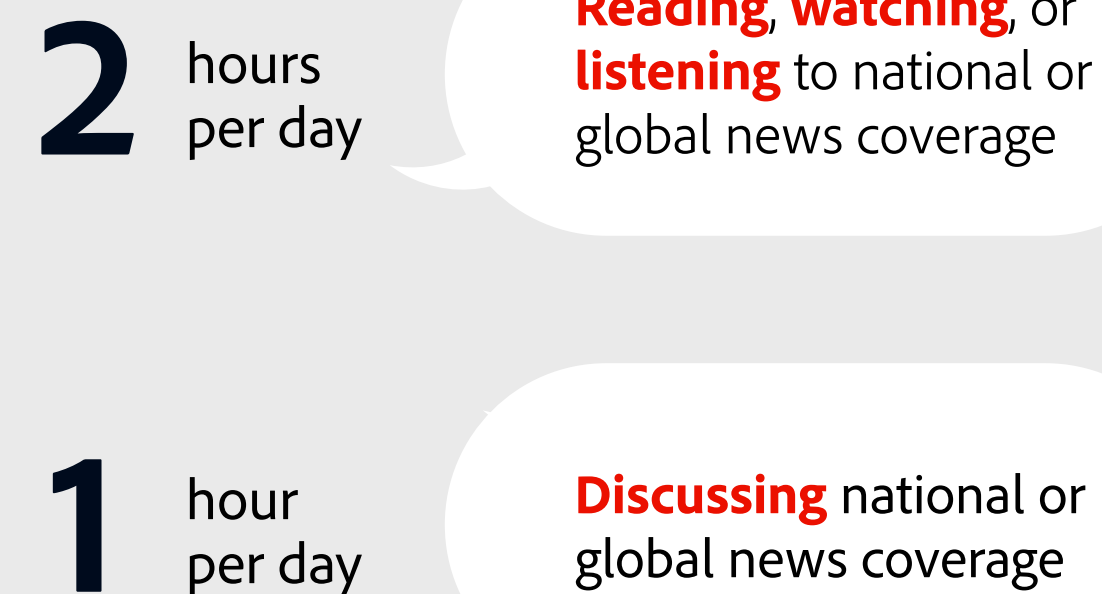 2
hours
per day
Reading, watching, or
listening to national or
global news coverage
1
hour
per day
Discussing national or
global news coverage